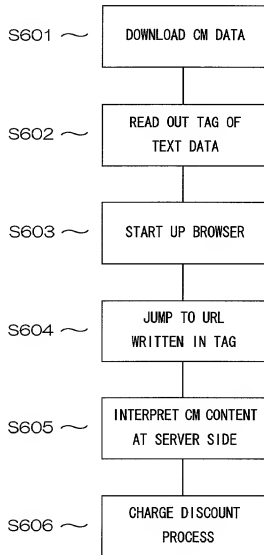 S601 ~ DOWNLOAD CM DATA
S602 ~ READ OUT TAG OF
TEXT DATA
S603 ~ START UP BROWSER
S604 ~ JUMP TO URL
WRITTEN IN TAG
S605 ~ INTERPRET CM CONTENT
AT SERVER SIDE
S606 ~ CHARGE DISCOUNT
PROCESS